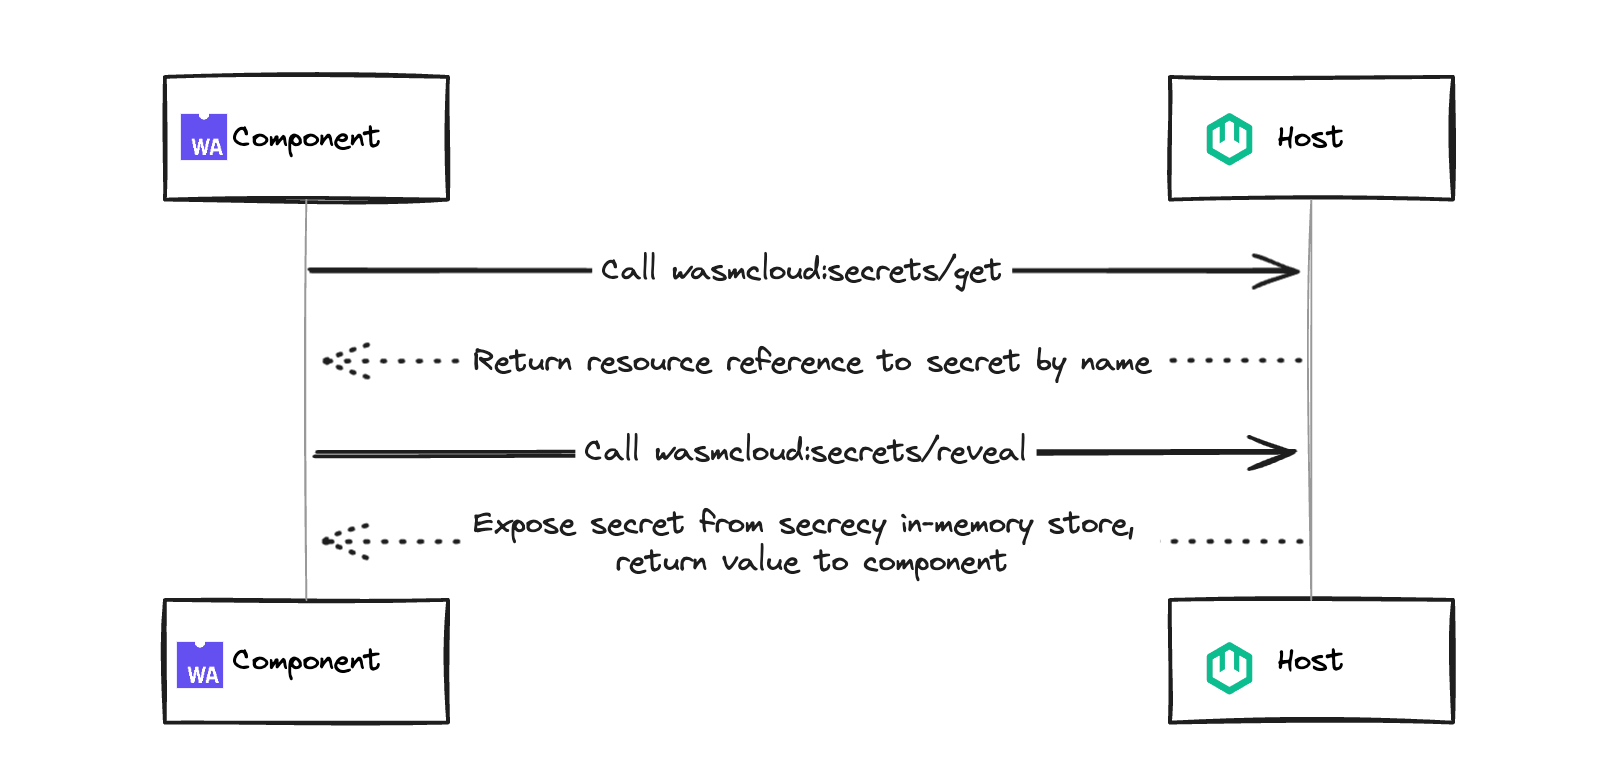 WA Component
Host
Call wasmcloud:secrets/get
Return resource reference to secret by name
Call wasmcloud:secrets/reveal
Expose secret from secrecy in-memory store,
return value to component
WA Component
Host